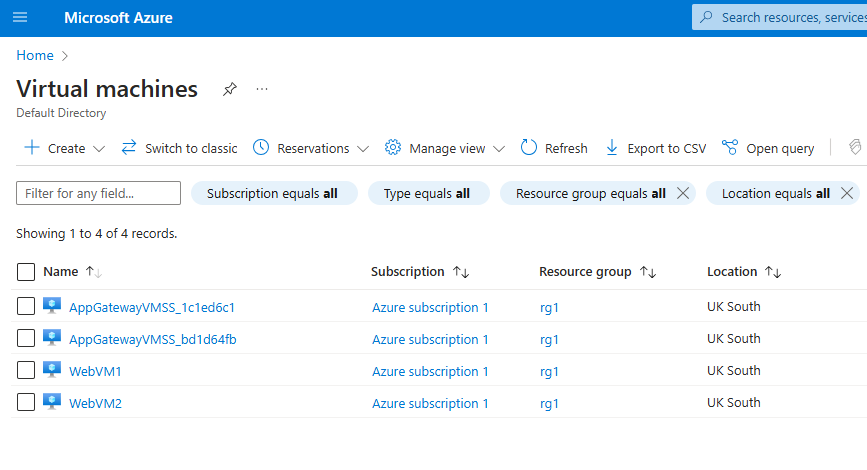 Microsoft Azure
Search resources, services
Home
Virtual machines
Default Directory
Create Switch to classic Reservations Manage view Refresh Export to CSV Open query
Filter for any field... Subscription equals all Type equals all Resource group equals all Location equals all
Showing 1 to 4 of 4 records.
Name Subscription Resource group Location
AppGatewayVMSS_1c1ed6c1 Azure subscription 1 rg1 UK South
AppGatewayVMSS_bd1d64fb Azure subscription 1 rg1 UK South
WebVM1 Azure subscription 1 rg1 UK South
WebVM2 Azure subscription 1 rg1 UK South